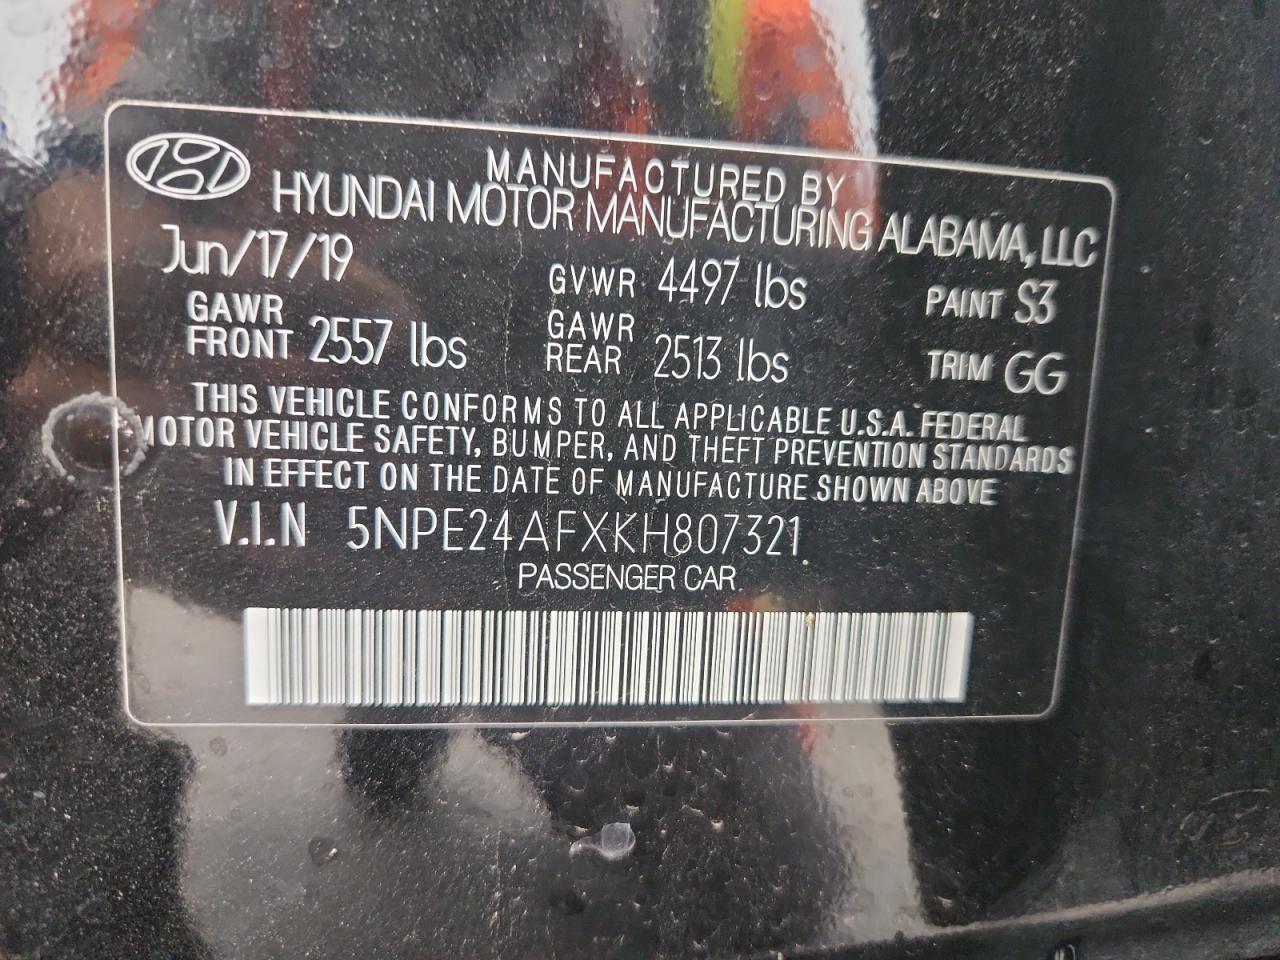 MANUFACTURED BY
HYUNDAI MOTOR MANUFACTURING ALABAMA, LLC
Jun/17/19
GVWR 4497 lbs
PAINT S3
GAWR FRONT 2557 lbs
GAWR REAR 2513 lbs
TRIM GG
THIS VEHICLE CONFORMS TO ALL APPLICABLE U.S.A. FEDERAL
MOTOR VEHICLE SAFETY, BUMPER, AND THEFT PREVENTION STANDARDS
IN EFFECT ON THE DATE OF MANUFACTURE SHOWN ABOVE
V.I.N 5NPE24AFXKH807321
PASSENGER CAR